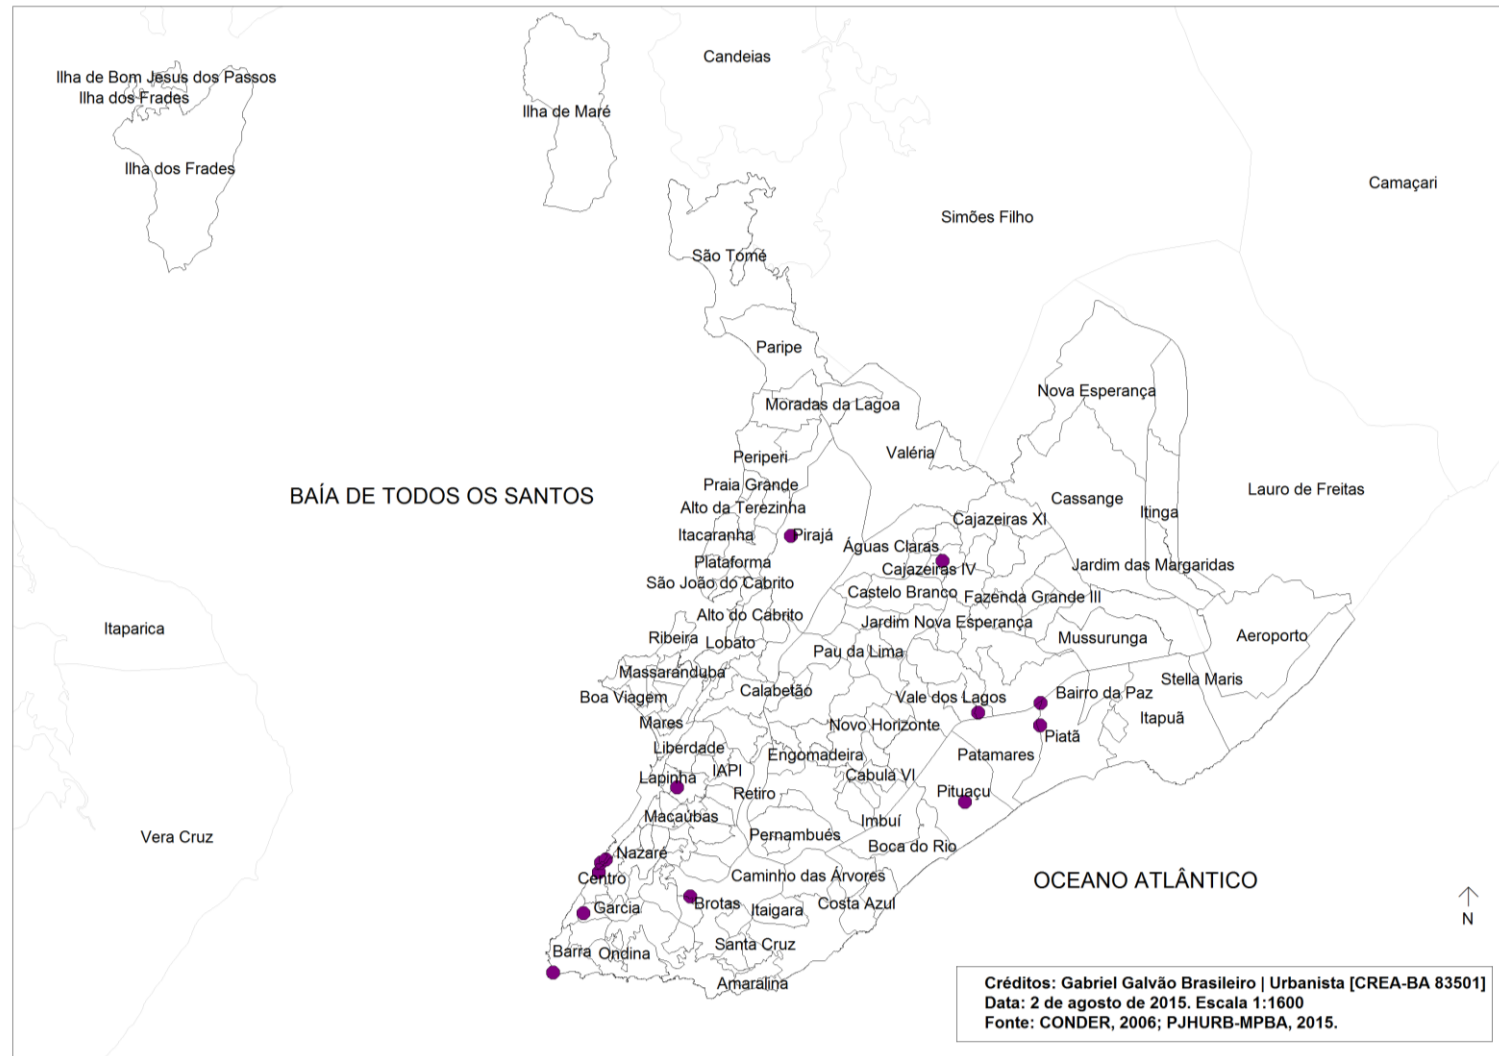 Candeias
Ilha de Bom Jesus dos Passos
Ilha dos Frades
Ilha de Maré
Ilha dos Frades
Camaçari
Simões Filho
São Tomé
Paripe
Nova Esperança
Moradas da Lagoa
Valéria
Periperi
Praia Grande
BAÍA DE TODOS OS SANTOS
Cassange
Lauro de Freitas
Alto da Terezinha
Itinga
Cajazeiras XI
Itacaranha
Pirajá
Águas Claras
Plataforma
Cajazeiras IV
Jardim das Margaridas
São João do Cabrito
Castelo Branco
Fazenda Grande III
Alto do Cabrito
Jardim Nova Esperança
Itaparica
Ribeira
Lobato
Mussurunga
Aeroporto
Pau da Lima
Massaranduba
Stella Maris
Boa Viagem
Calabetão
Vale dos Lagos
Bairro da Paz
Itapuã
Mares
Novo Horizonte
Piatã
Liberdade
Engomadeira
Patamares
IAPI
Lapinha
Cabula VI
Retiro
Pituaçu
Macaúbas
Imbuí
Vera Cruz
Pernambués
Boca do Rio
Nazaré
Centro
Caminho das Árvores
OCEANO ATLÂNTICO
Garcia
Brotas
Itaigara
Costa Azul
N
Barra
Ondina
Santa Cruz
Amaralina
Créditos: Gabriel Galvão Brasileiro | Urbanista [CREA-BA 83501]
Data: 2 de agosto de 2015. Escala 1:1600
Fonte: CONDER, 2006; PJHURB-MPBA, 2015.